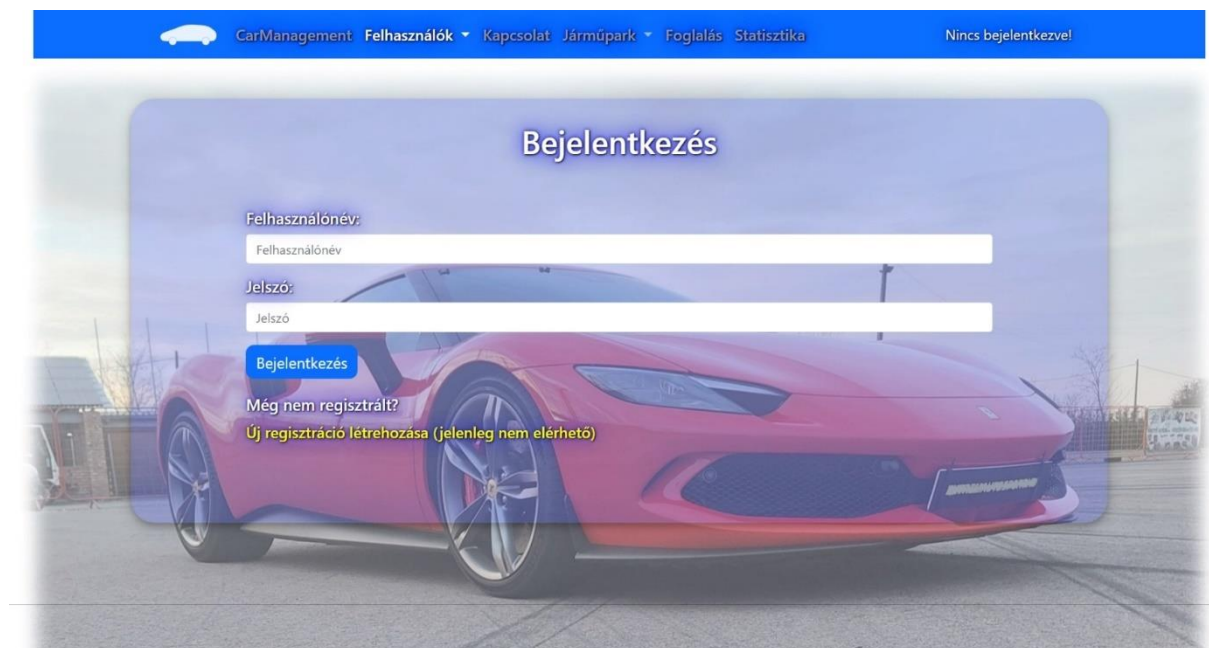 CarManagement Felhasználók Kapcsolat Járműpark Foglalás Statisztika Nincs bejelentkezve!
Bejelentkezés
Felhasználónév:
Felhasználónév
Jelszó:
Jelszó
Bejelentkezés
Még nem regisztrált?
Új regisztráció létrehozása (jelenleg nem elérhető)